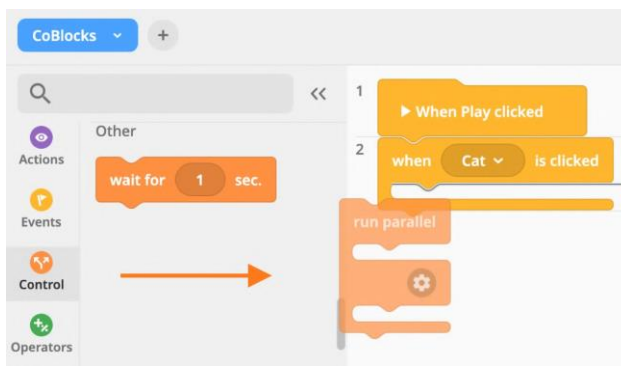 CoBlocks
+
1
When Play clicked
Other
Actions
2
when Cat is clicked
wait for 1 sec.
Events
run parallel
Control
Operators